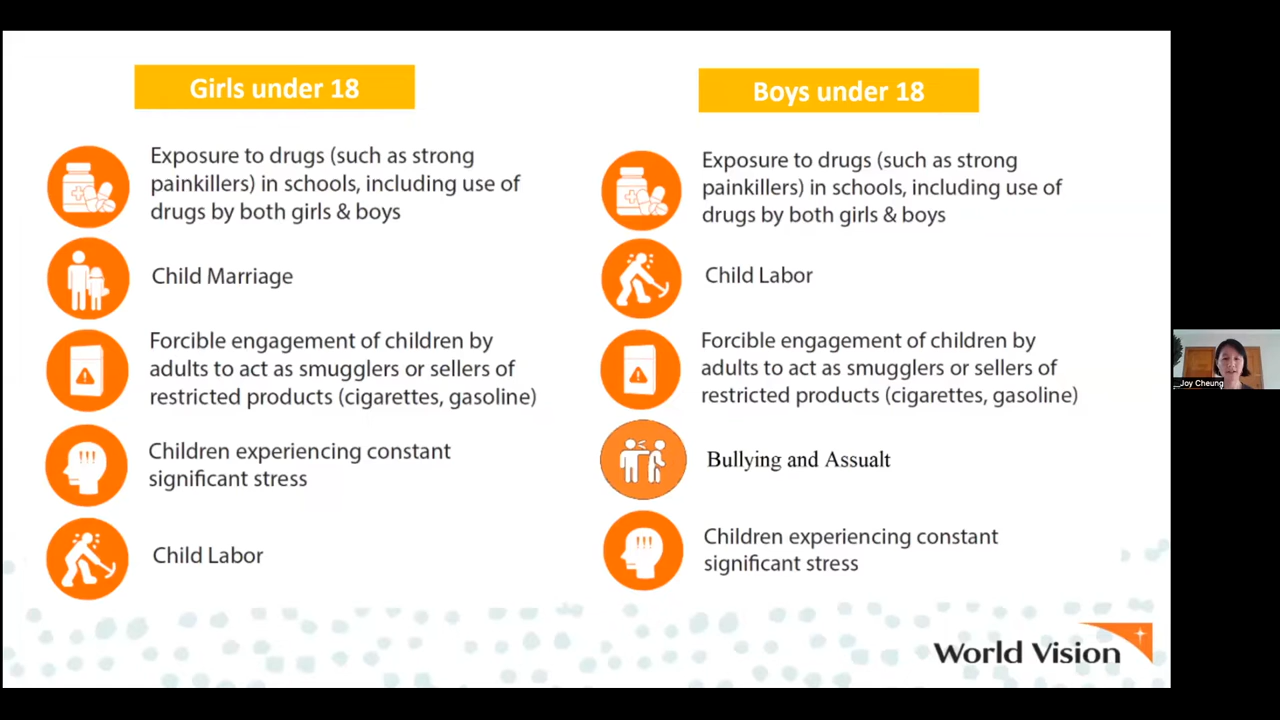 Girls under 18
Exposure to drugs (such as strong
painkillers) in schools, including use of
drugs by both girls & boys
Child Marriage
Forcible engagement of children by
adults to act as smugglers or sellers of
restricted products (cigarettes, gasoline)
Children experiencing constant
significant stress
Child Labor
Boys under 18
Exposure to drugs (such as strong
painkillers) in schools, including use of
drugs by both girls & boys
Child Labor
Forcible engagement of children by
adults to act as smugglers or sellers of
restricted products (cigarettes, gasoline)
Bullying and Assualt
Children experiencing constant
significant stress
World Vision
__Joy Cheung